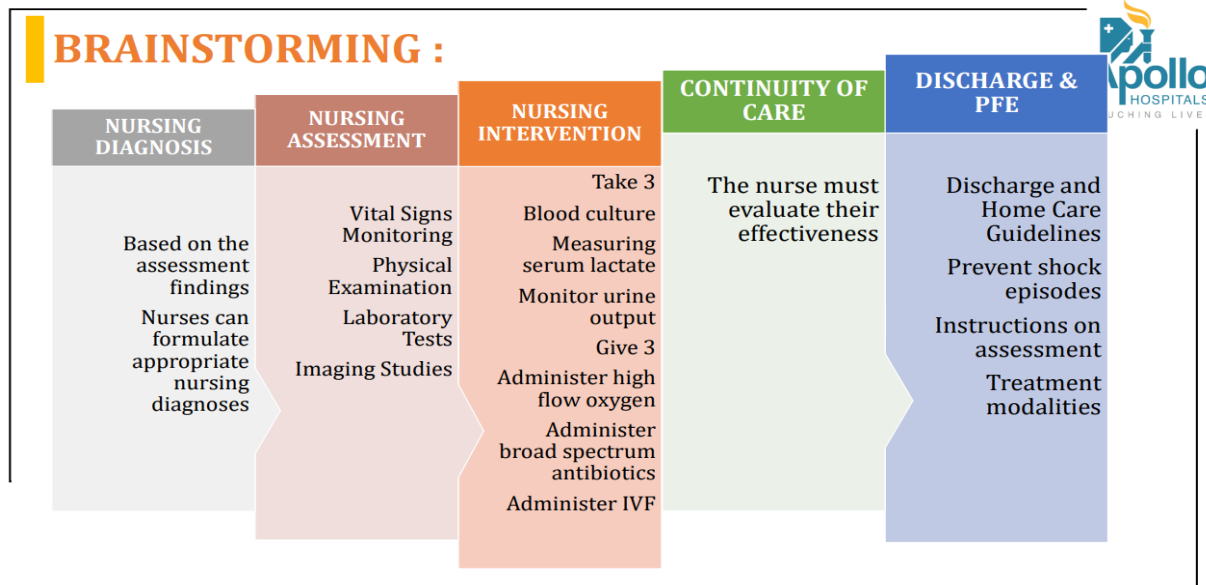 BRAINSTORMING :
NURSING
DIAGNOSIS
Based on the
assessment
findings
Nurses can
formulate
appropriate
nursing
diagnoses
NURSING
ASSESSMENT
Vital Signs
Monitoring
Physical
Examination
Laboratory
Tests
Imaging Studies
NURSING
INTERVENTION
Take 3
Blood culture
Measuring
serum lactate
Monitor urine
output
Give 3
Administer high
flow oxygen
Administer
broad spectrum
antibiotics
Administer IVF
CONTINUITY OF
CARE
The nurse must
evaluate their
effectiveness
DISCHARGE &
PFE
Discharge and
Home Care
Guidelines
Prevent shock
episodes
Instructions on
assessment
Treatment
modalities
Apollo
HOSPITALS
UCHING LIVE